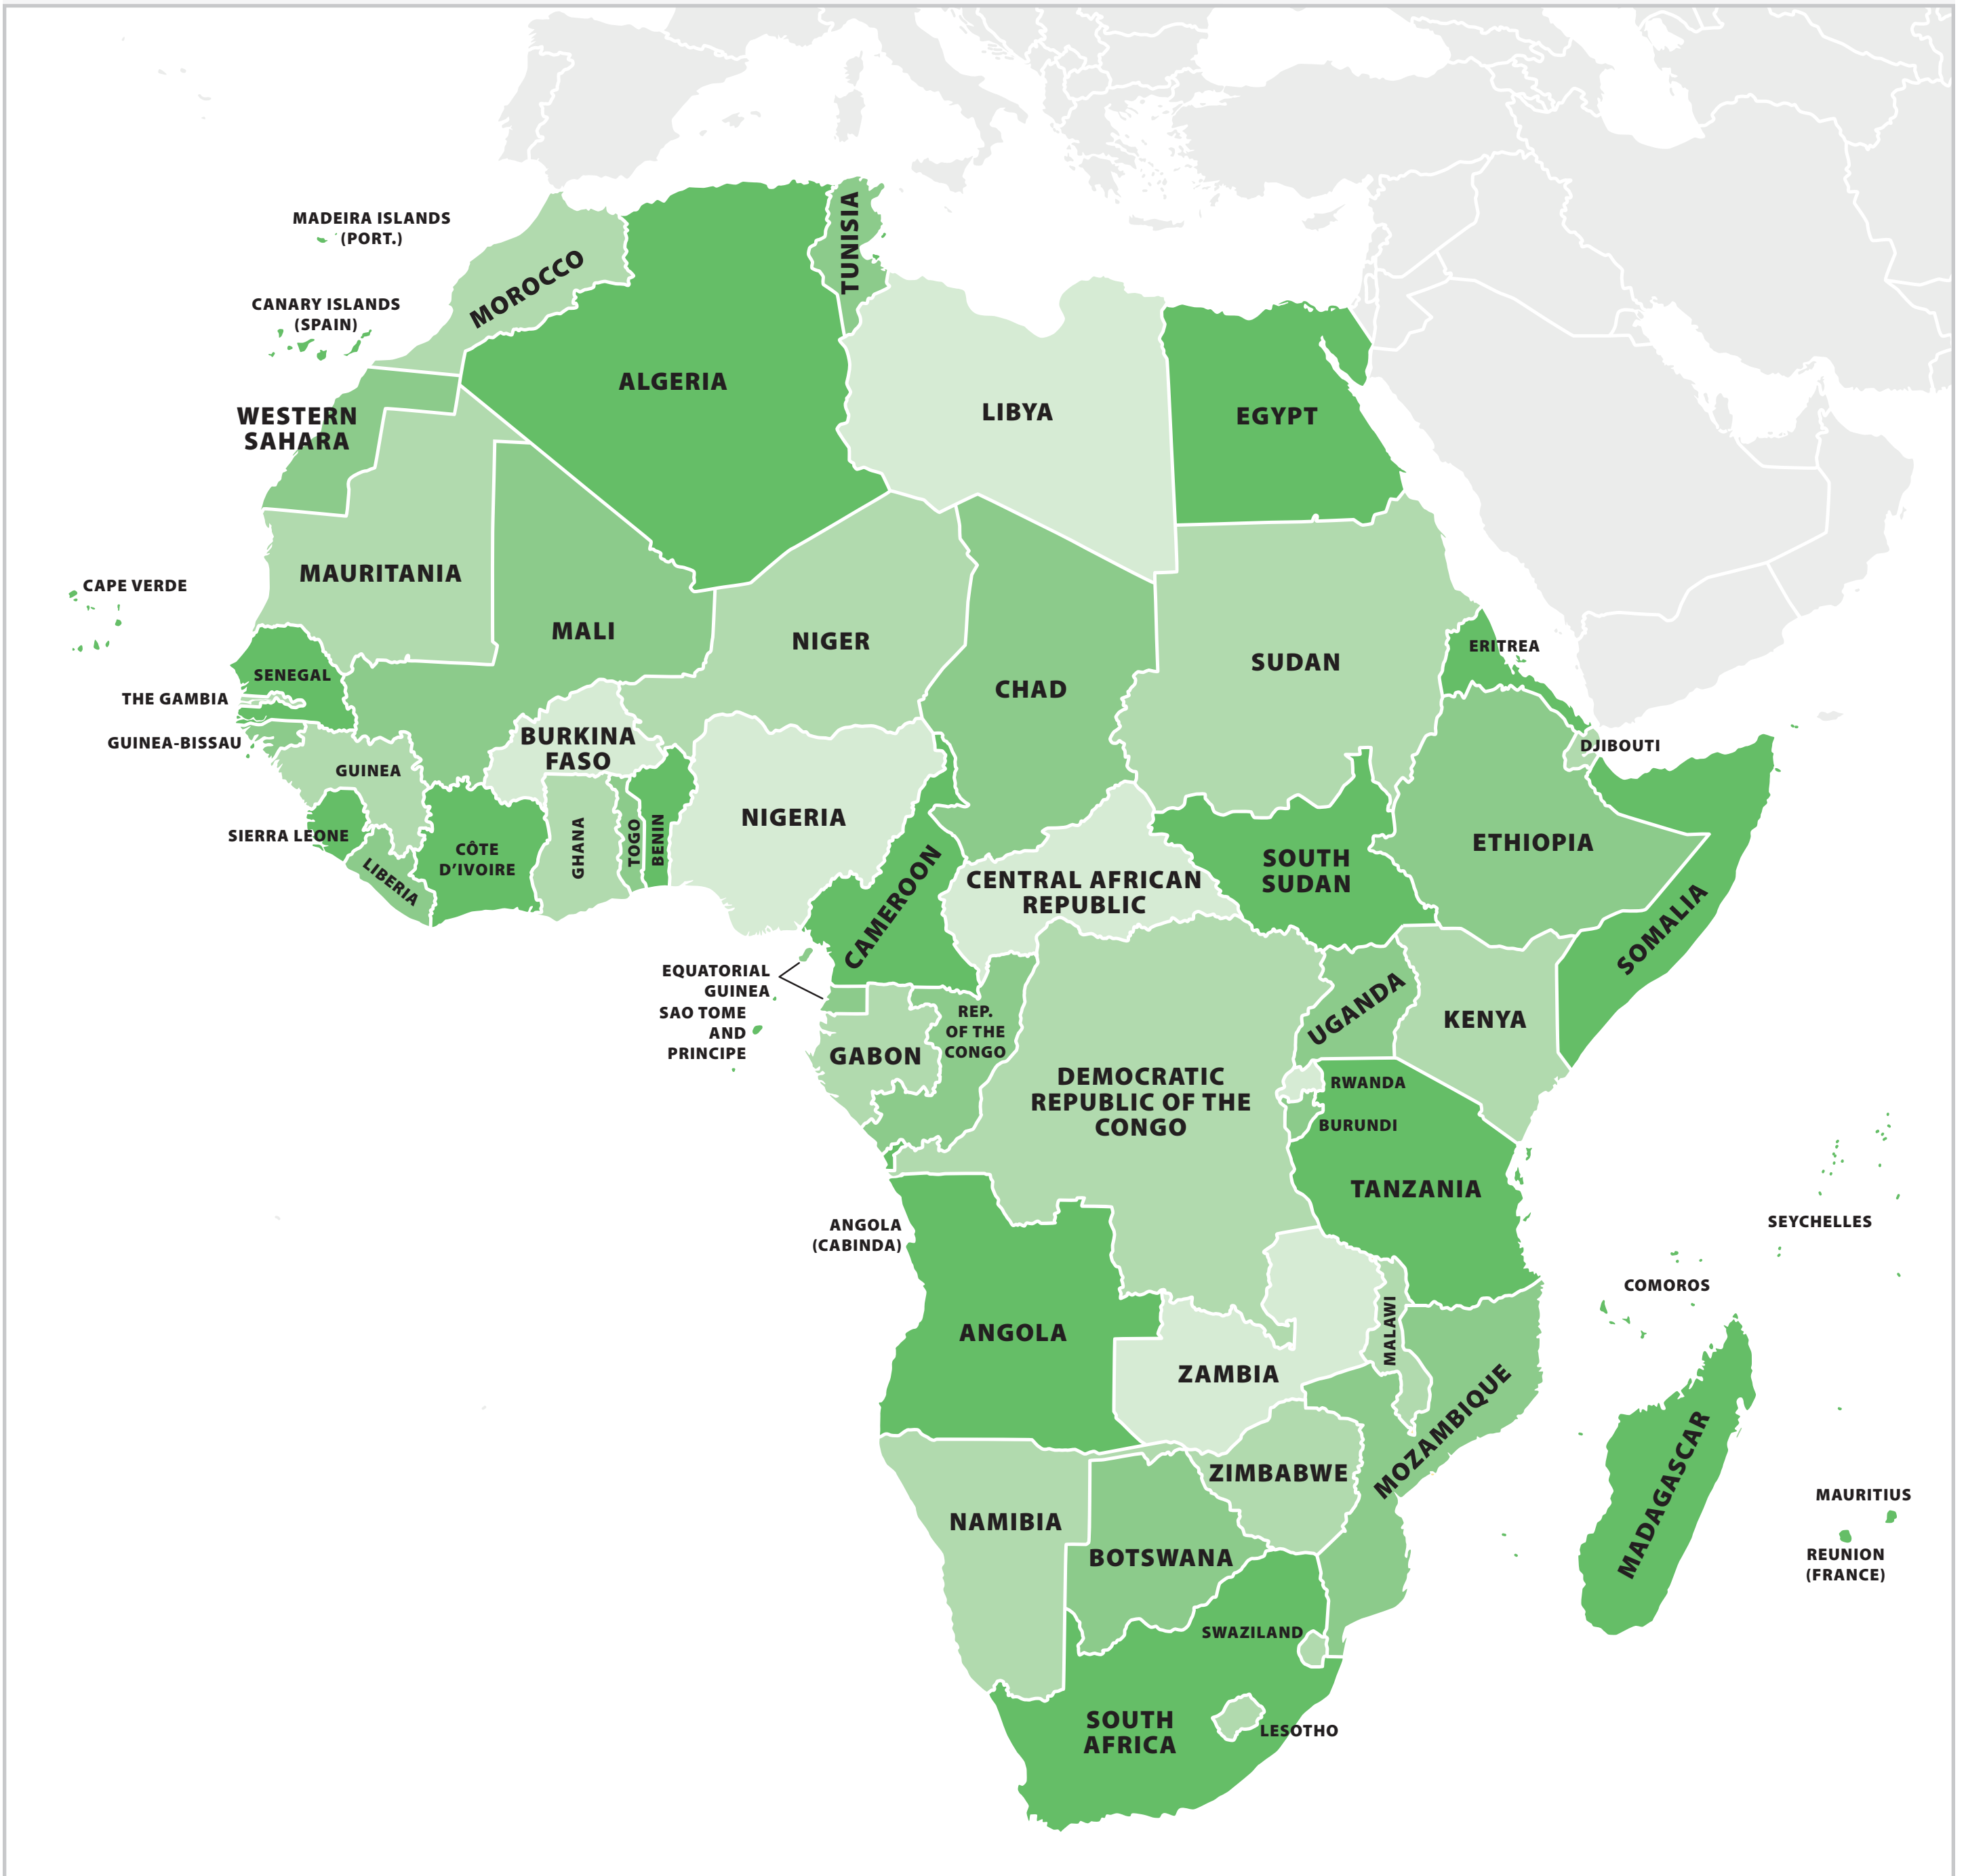 MADEIRA ISLANDS
(PORT.)
TUNISIA
MOROCCO
CANARY ISLANDS
(SPAIN)
ALGERIA
LIBYA
EGYPT
WESTERN
SAHARA
MAURITANIA
CAPE VERDE
MALI
NIGER
ERITREA
SUDAN
SENEGAL
CHAD
THE GAMBIA
GUINEA-BISSAU
BURKINA
FASO
DJIBOUTI
GUINEA
NIGERIA
SIERRA LEONE
GHANA
TOGO
BENIN
ETHIOPIA
CÔTE
D'IVOIRE
SOUTH
SUDAN
LIBERIA
CENTRAL AFRICAN
REPUBLIC
CAMEROON
SOMALIA
EQUATORIAL
GUINEA
SAO TOME
AND
PRINCIPE
REP.
OF THE
CONGO
UGANDA
KENYA
GABON
DEMOCRATIC
REPUBLIC OF THE
CONGO
RWANDA
BURUNDI
TANZANIA
SEYCHELLES
ANGOLA
(CABINDA)
COMOROS
ANGOLA
MALAWI
ZAMBIA
MOZAMBIQUE
ZIMBABWE
MADAGASCAR
MAURITIUS
NAMIBIA
BOTSWANA
REUNION
(FRANCE)
SWAZILAND
SOUTH
AFRICA
LESOTHO